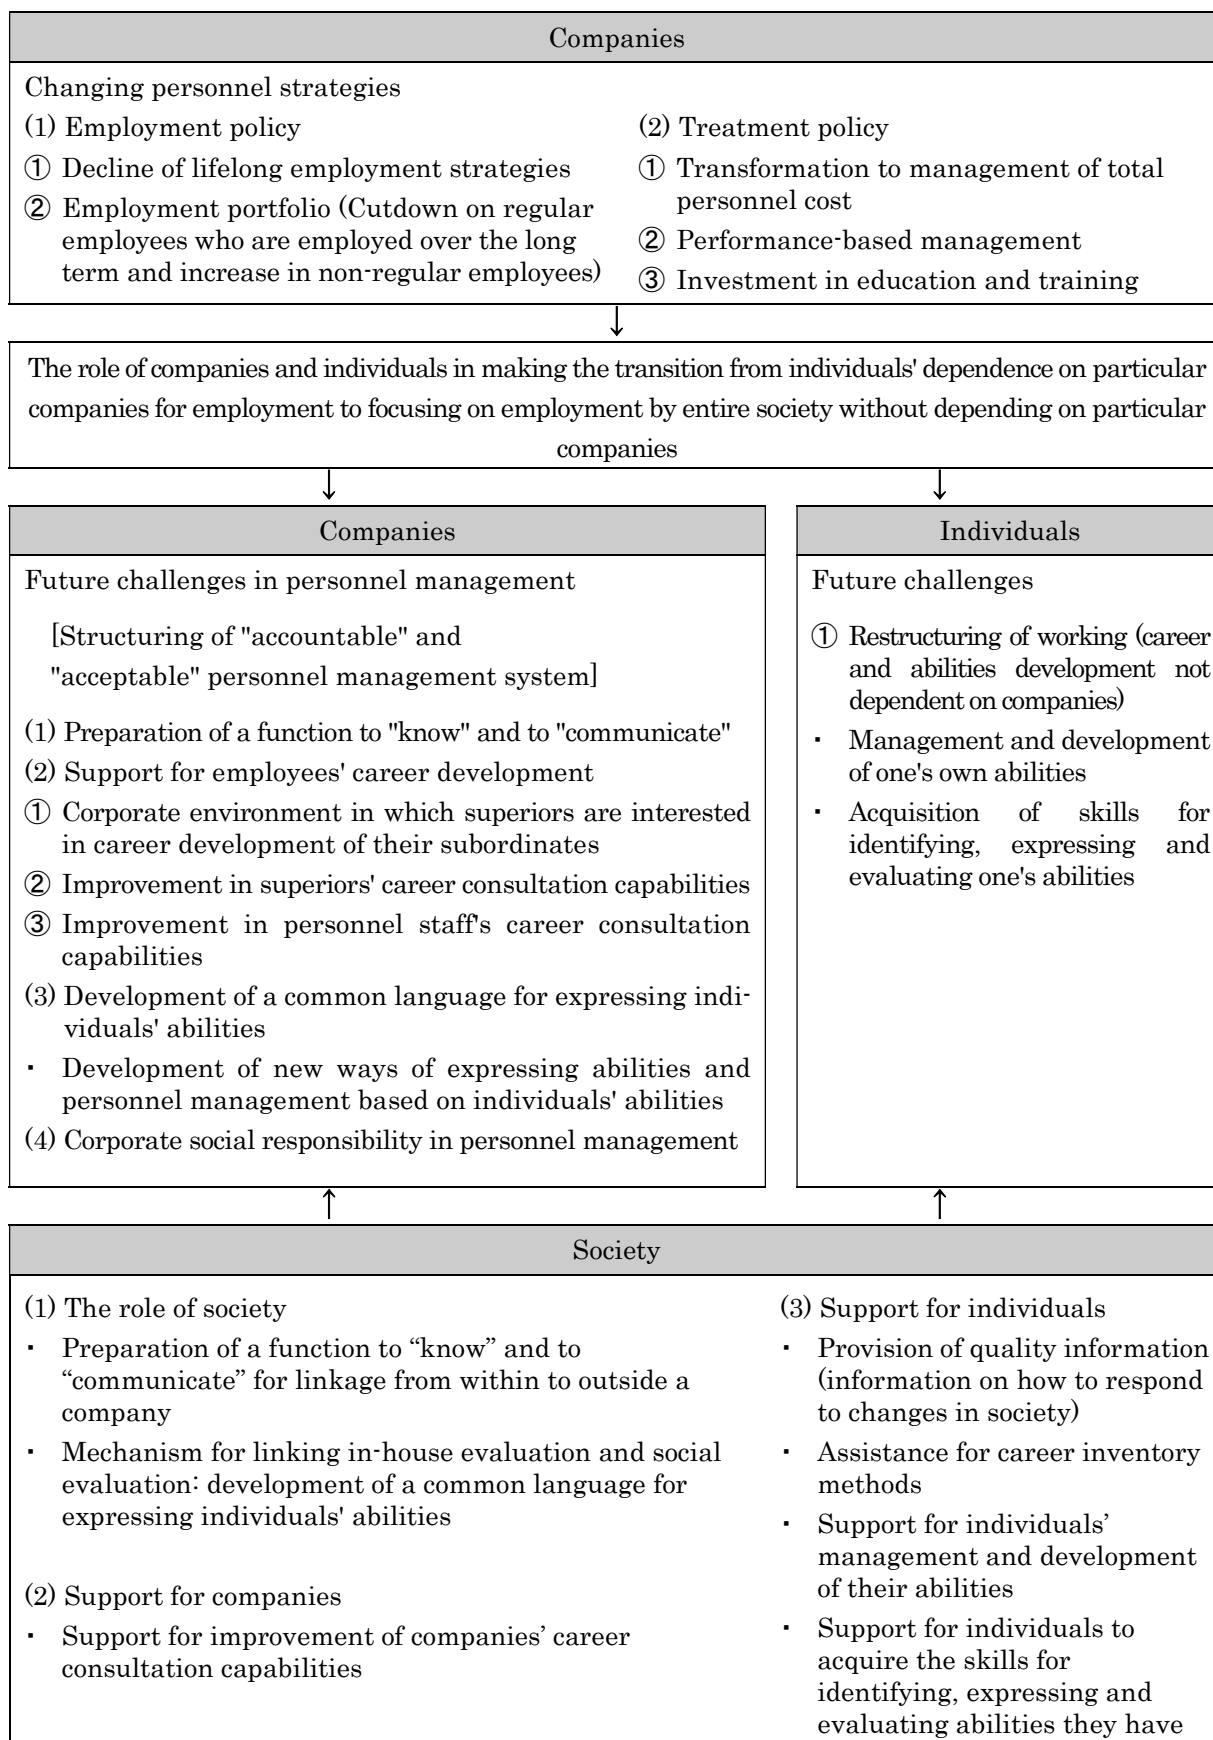 Companies
Changing personnel strategies
(1) Employment policy
① Decline of lifelong employment strategies
② Employment portfolio (Cutdown on regular
employees who are employed over the long
term and increase in non-regular employees)
(2) Treatment policy
① Transformation to management of total
personnel cost
② Performance-based management
③ Investment in education and training
↓
The role of companies and individuals in making the transition from individuals' dependence on particular
companies for employment to focusing on employment by entire society without depending on particular
companies
↓
↓
Companies
Future challenges in personnel management
[Structuring of "accountable" and
"acceptable" personnel management system]
(1) Preparation of a function to "know" and to "communicate"
(2) Support for employees' career development
① Corporate environment in which superiors are interested
in career development of their subordinates
② Improvement in superiors' career consultation capabilities
③ Improvement in personnel staff's career consultation
capabilities
(3) Development of a common language for expressing indi-
viduals' abilities
・ Development of new ways of expressing abilities and
personnel management based on individuals' abilities
(4) Corporate social responsibility in personnel management
Individuals
Future challenges
① Restructuring of working (career
and abilities development not
dependent on companies)
・ Management and development
of one's own abilities
・ Acquisition of skills for
identifying, expressing and
evaluating one's abilities
↑
↑
Society
(1) The role of society
・ Preparation of a function to “know” and to
“communicate” for linkage from within to outside a
company
・ Mechanism for linking in-house evaluation and social
evaluation: development of a common language for
expressing individuals' abilities
(2) Support for companies
・ Support for improvement of companies’ career
consultation capabilities
(3) Support for individuals
・ Provision of quality information
(information on how to respond
to changes in society)
・ Assistance for career inventory
methods
・ Support for individuals’
management and development
of their abilities
・ Support for individuals to
acquire the skills for
identifying, expressing and
evaluating abilities they have